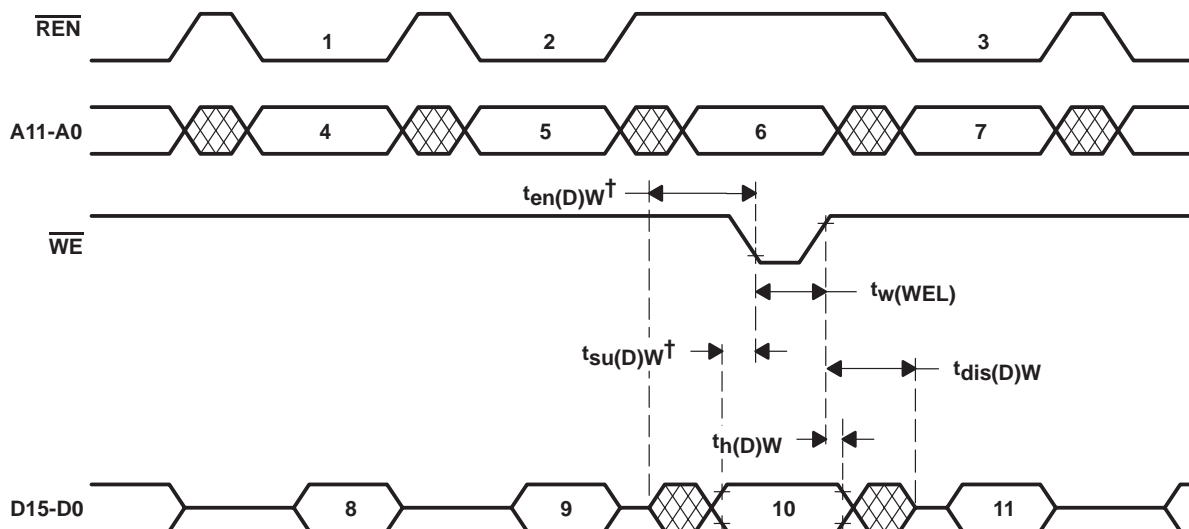 REN
1
2
3
A11-A0
4
5
6
7
ten(D)W†
WE
tw(WEL)
tsu(D)W†
tdis(D)W
th(D)W
D15-D0
8
9
10
11